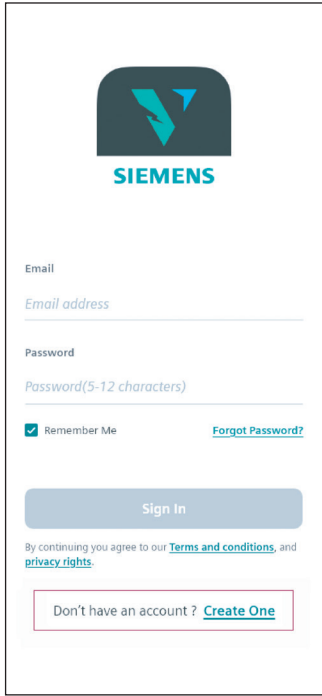 SIEMENS
Email
Email address
Password
Password(5-12 characters)
Remember Me Forgot Password?
Sign In
By continuing you agree to our Terms and conditions, and
privacy rights.
Don't have an account ? Create One